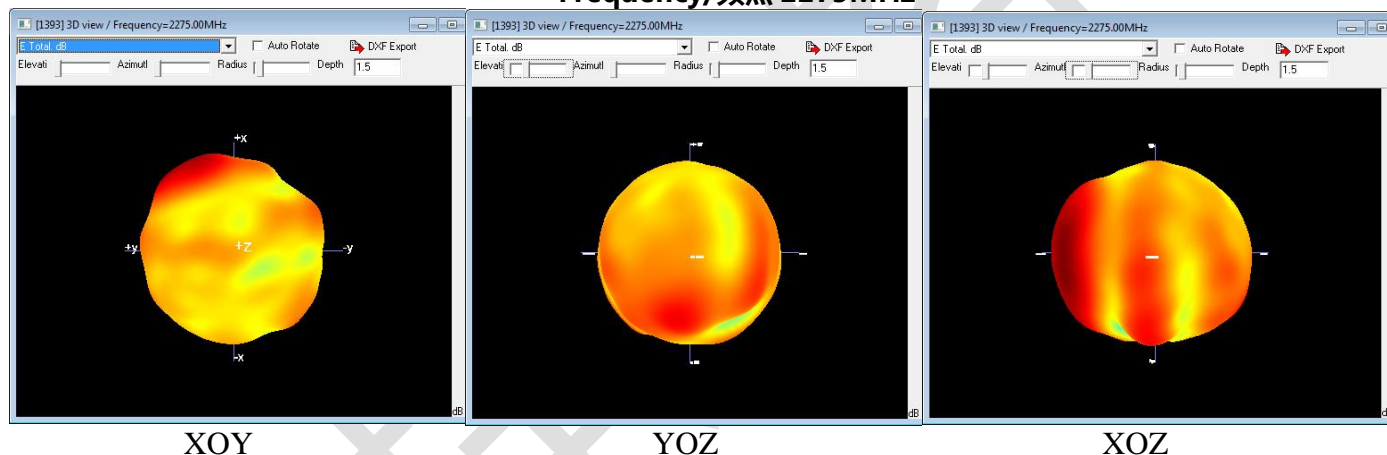 Frequency/频点 2275MHz
[1393] 3D view / Frequency=2275.00MHz
E Total. dB
Auto Rotate
DXF Export
Elevati
Azimutl
Radius
Depth
1.5
+x
+y
+Z
-y
-x
dB
[1393] 3D view / Frequency=2275.00MHz
E Total. dB
Auto Rotate
DXF Export
Elevati
Azimutl
Radius
Depth
1.5
dB
[1393] 3D view / Frequency=2275.00MHz
E Total. dB
Auto Rotate
DXF Export
Elevati
Azimutl
Radius
Depth
1.5
XOY
YOZ
XOZ